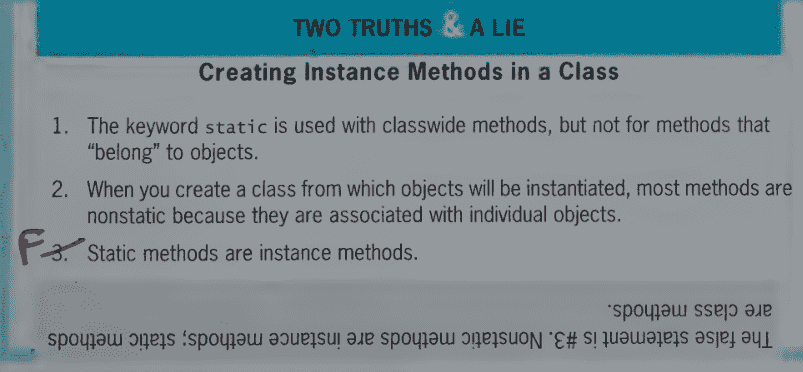 TWO TRUTHS & A LIE
Creating Instance Methods in a Class
1. The keyword static is used with classwide methods, but not for methods that
"belong" to objects.
2. When you create a class from which objects will be instantiated, most methods are
nonstatic because they are associated with individual objects.
F 3. Static methods are instance methods.
The false statement is #3. Nonstatic methods are instance methods; static methods
are class methods.